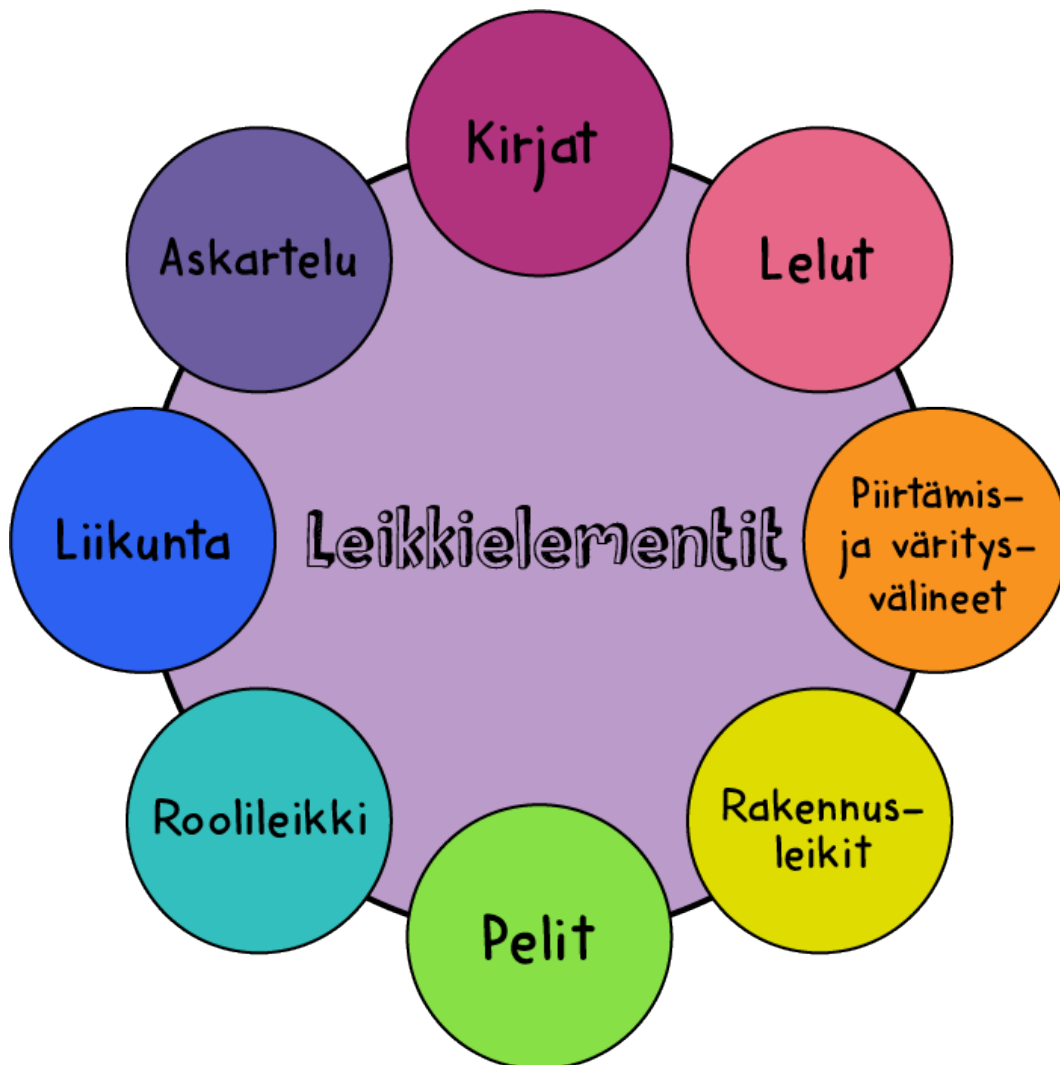 Kirjat
Lelut
Piirtämis-
ja väritys-
välineet
Rakennus-
leikit
Pelit
Roolileikki
Liikunta
Askartelu
Leikkielementit